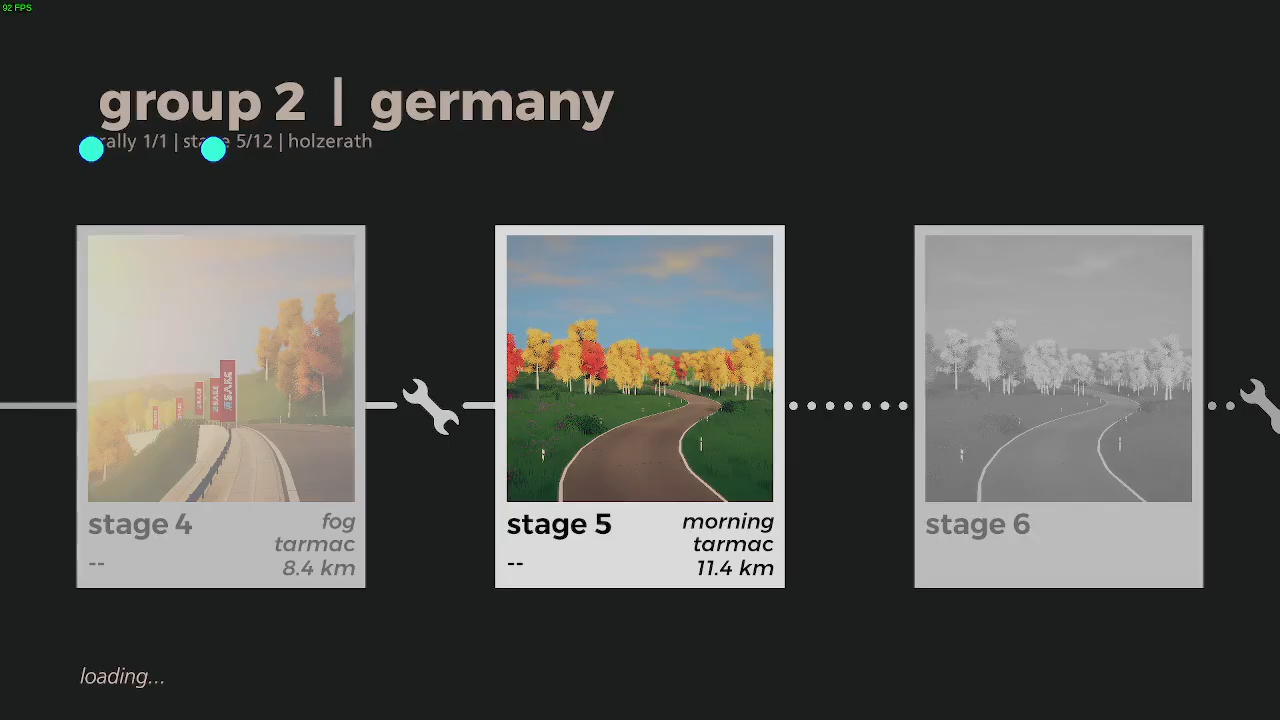 92 FPS
group 2 | germany
rally 1/1 | stage 5/12 | holzerath
stage 4
fog
tarmac
8.4 km
--
stage 5
morning
tarmac
11.4 km
--
stage 6
loading...